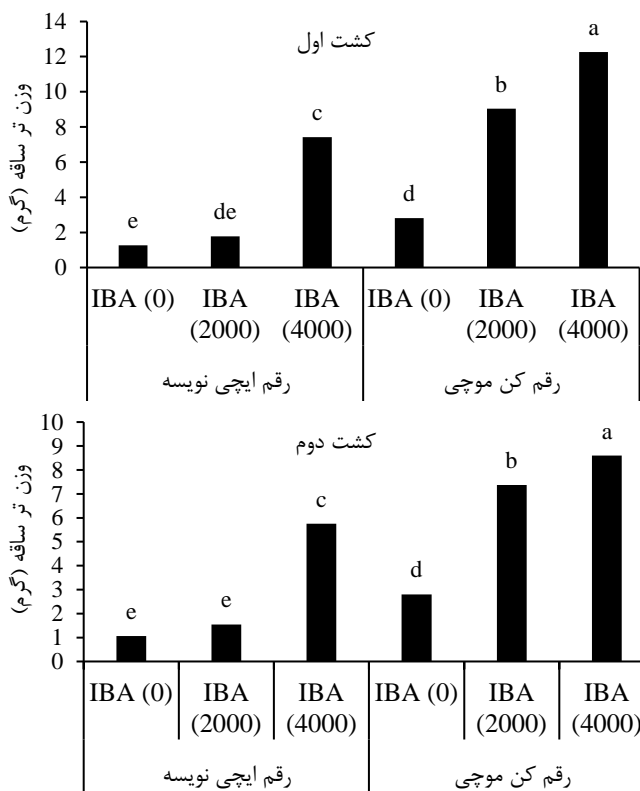 کشت اول
وزن تر ساقه (گرم)
14
12
10
8
6
4
2
0
e
de
c
d
b
a
IBA (0)
IBA
(2000)
IBA
(4000)
IBA (0)
IBA
(2000)
IBA
(4000)
رقم ایچی نویسه
رقم کن موچی
کشت دوم
وزن تر ساقه (گرم)
10
9
8
7
6
5
4
3
2
1
0
e
e
c
d
b
a
IBA (0)
IBA
(2000)
IBA
(4000)
IBA (0)
IBA
(2000)
IBA
(4000)
رقم ایچی نویسه
رقم کن موچی